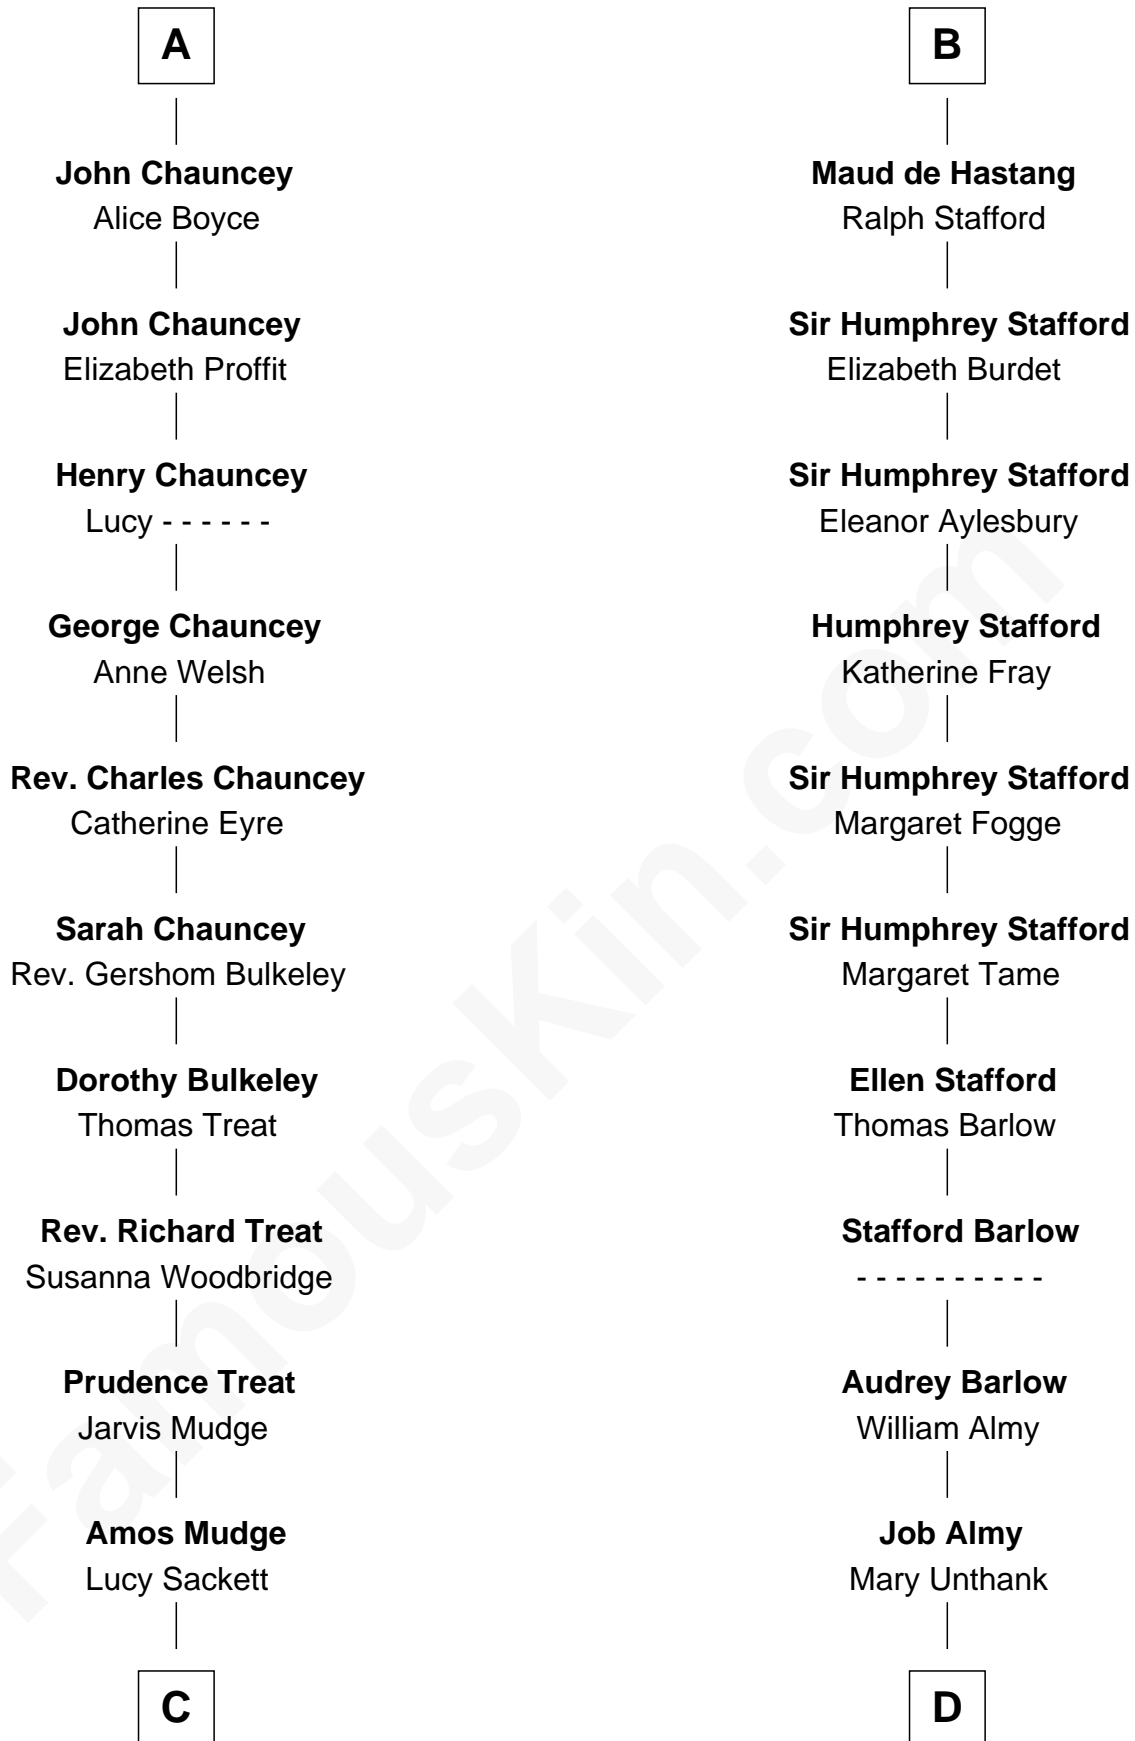 A
John Chauncey
Alice Boyce
John Chauncey
Elizabeth Proffit
Henry Chauncey
Lucy - - - - - -
George Chauncey
Anne Welsh
Rev. Charles Chauncey
Catherine Eyre
Sarah Chauncey
Rev. Gershom Bulkeley
Dorothy Bulkeley
Thomas Treat
Rev. Richard Treat
Susanna Woodbridge
Prudence Treat
Jarvis Mudge
Amos Mudge
Lucy Sackett
C
B
Maud de Hastang
Ralph Stafford
Sir Humphrey Stafford
Elizabeth Burdet
Sir Humphrey Stafford
Eleanor Aylesbury
Humphrey Stafford
Katherine Fray
Sir Humphrey Stafford
Margaret Fogge
Sir Humphrey Stafford
Margaret Tame
Ellen Stafford
Thomas Barlow
Stafford Barlow
- - - - - - - - - -
Audrey Barlow
William Almy
Job Almy
Mary Unthank
D
FamousKin.com